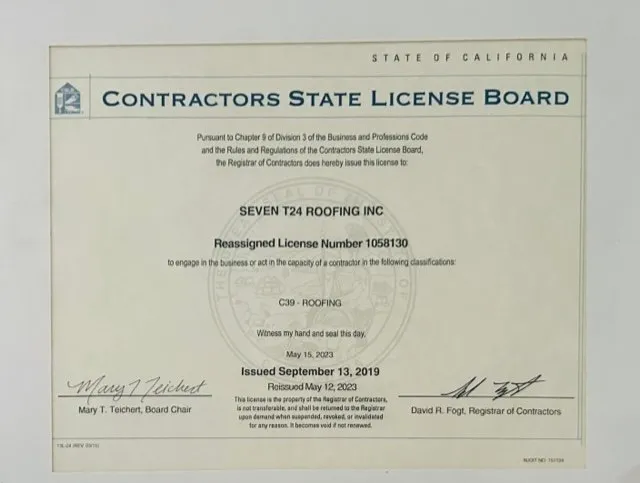 STATE OF CALIFORNIA
CONTRACTORS STATE LICENSE BOARD
Pursuant to Chapter 9 of Division 3 of the Business and Professions Code
and the Rules and Regulations of the Contractors State License Board,
the Registrar of Contractors does hereby issue this license to:
SEVEN T24 ROOFING INC
Reassigned License Number 1058130
to engage in the business or act in the capacity of a contractor in the following classifications:
C39 - ROOFING
Witness my hand and seal this day,
May 15, 2023
Issued September 13, 2019
Reissued May 12, 2023
This license is the property of the Registrar of Contractors,
is not transferable, and shall be returned to the Registrar
upon demand when suspended, revoked, or invalidated
for any reason. It becomes void if not renewed.
Mary T Teichert
Mary T. Teichert, Board Chair
David R. Fogt, Registrar of Contractors
AUDIT NO: